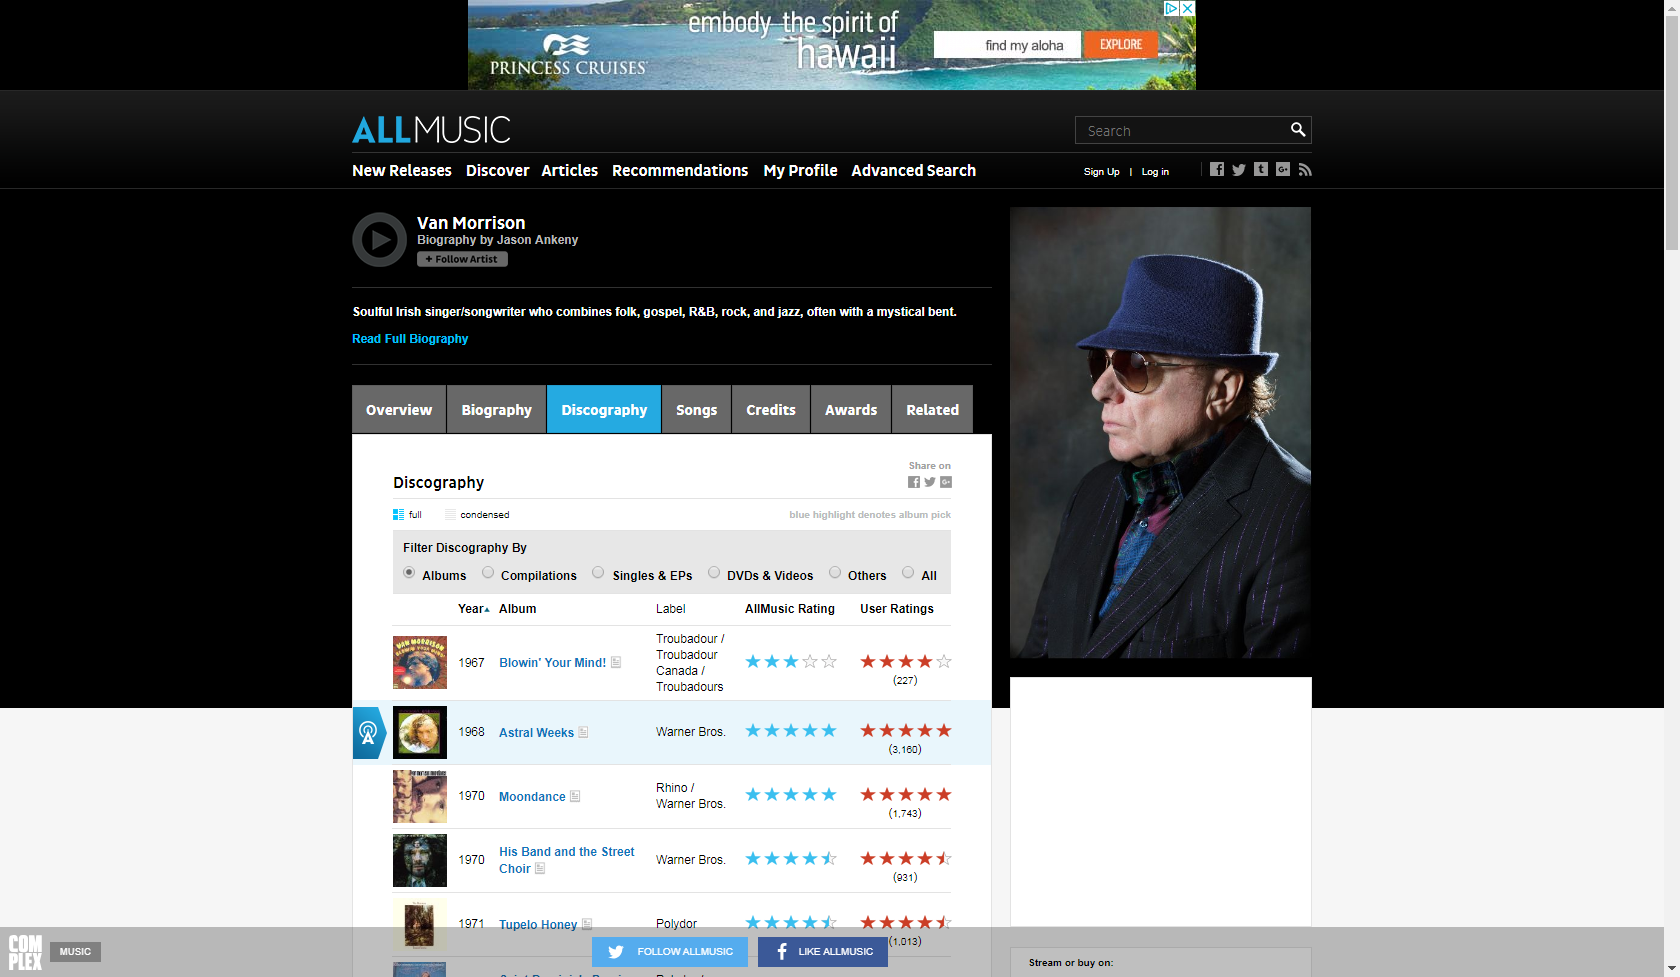 embody the spirit of
hawaii
PRINCESS CRUISES
find my aloha
EXPLORE
ALLMUSIC
Search
New Releases Discover Articles Recommendations My Profile Advanced Search
Sign Up | Log in
Van Morrison
Biography by Jason Ankeny
+ Follow Artist
Soulful Irish singer/songwriter who combines folk, gospel, R&B, rock, and jazz, often with a mystical bent.
Read Full Biography
Overview Biography Discography Songs Credits Awards Related
Share on
Discography
full condensed blue highlight denotes album pick
Filter Discography By
Albums Compilations Singles & EPs DVDs & Videos Others All
Year Album Label AllMusic Rating User Ratings
VAN MORRISON
BLOWIN' YOUR MIND!
1967 Blowin' Your Mind!
Troubadour /
Troubadour
Canada /
Troubadours
(227)
1968 Astral Weeks Warner Bros.
(3,160)
1970 Moondance
Rhino /
Warner Bros.
(1,743)
1970
His Band and the Street
Choir
Warner Bros.
(931)
1971 Tupelo Honey Polydor
(1,013)
COM
PLEX
MUSIC
FOLLOW ALLMUSIC
LIKE ALLMUSIC
Stream or buy on: